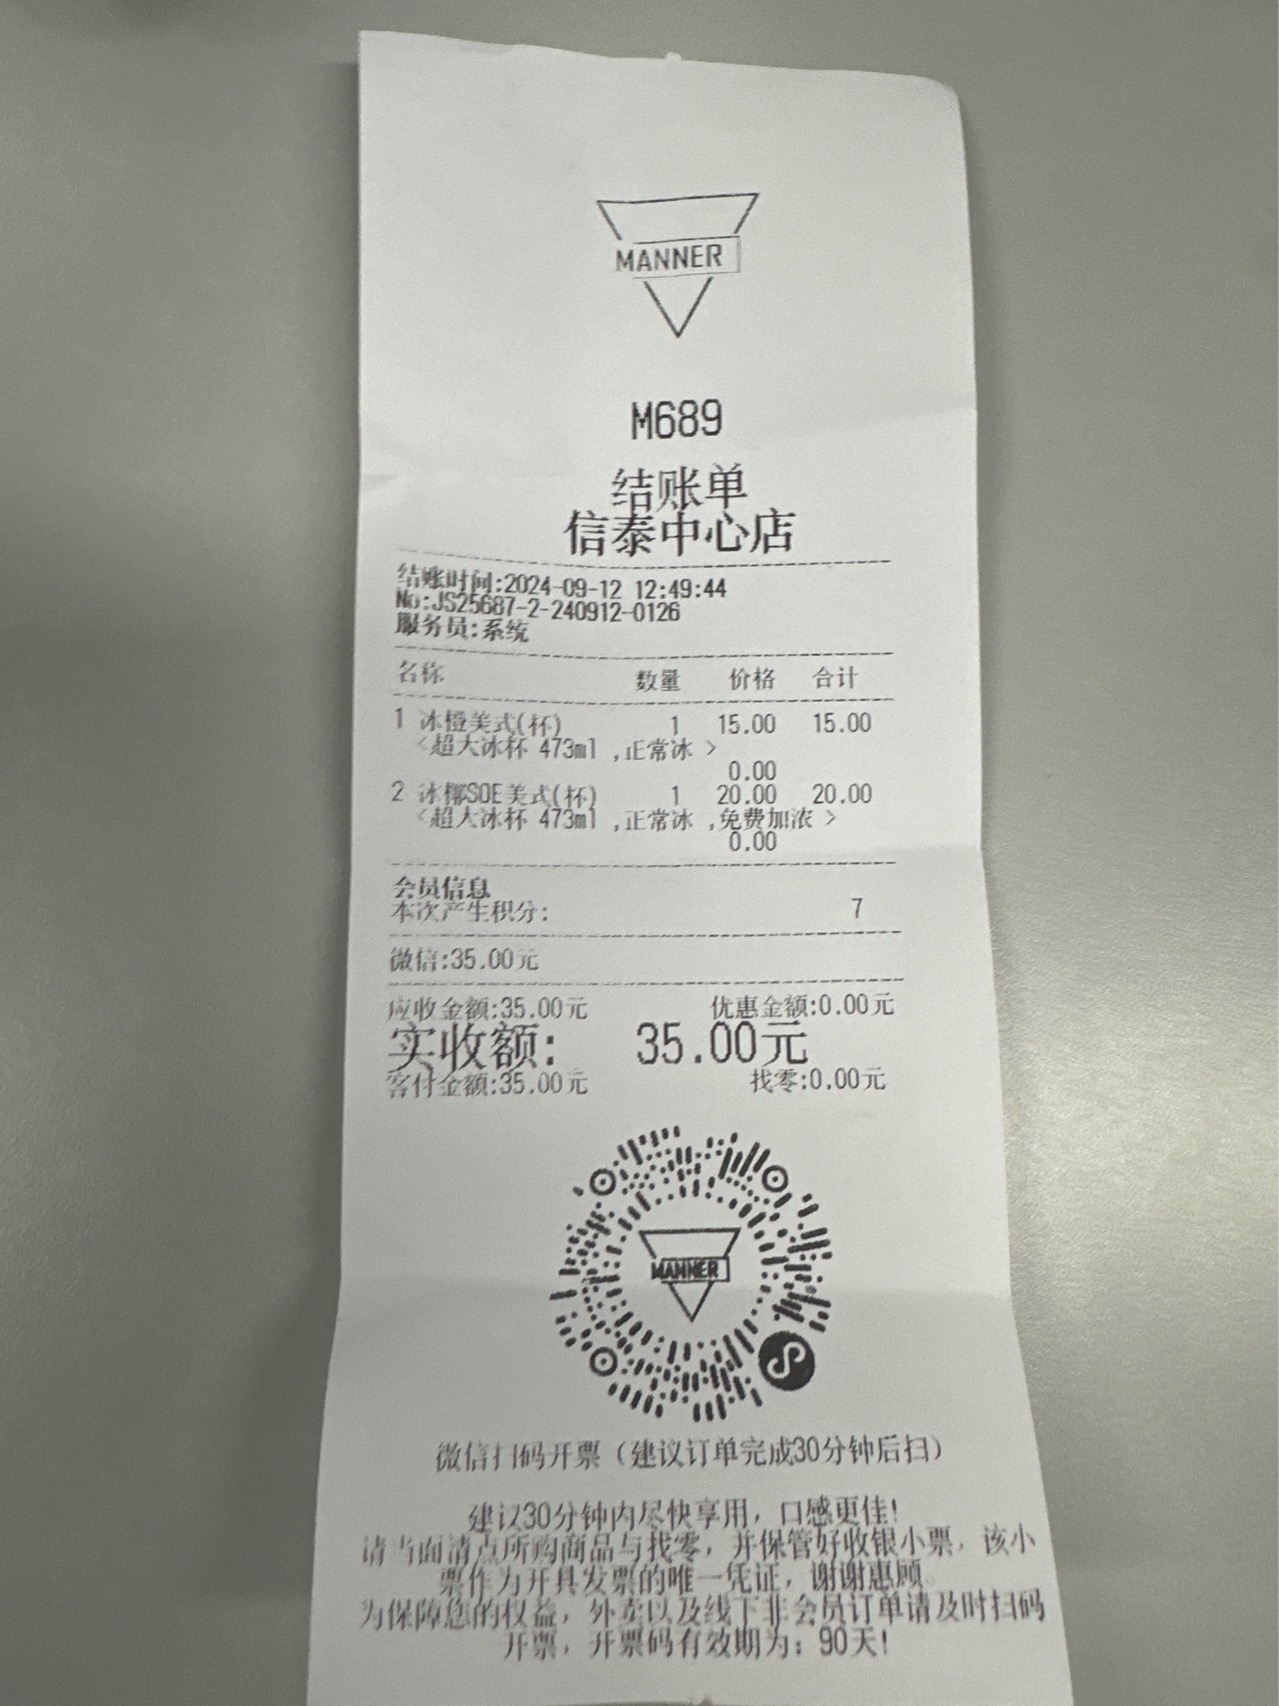 MANNER
M689
结账单
信泰中心店
结账时间:2024-09-12 12:49:44
No:JS25687-2-240912-0126
服务员:系统
名称 数量 价格 合计
1 冰橙美式(杯) 1 15.00 15.00
<超大冰杯 473ml ,正常冰 >
0.00
2 冰椰SOE美式(杯) 1 20.00 20.00
<超大冰杯 473ml ,正常冰 ,免费加浓 >
0.00
会员信息
本次产生积分: 7
微信:35.00元
应收金额:35.00元 优惠金额:0.00元
实收额: 35.00元
客付金额:35.00元 找零:0.00元
MANNER
微信扫码开票（建议订单完成30分钟后扫）
建议30分钟内尽快享用，口感更佳!
请当面清点所购商品与找零，并保管好收银小票，该小
票作为开具发票的唯一凭证，谢谢惠顾
为保障您的权益，外卖以及线下非会员订单请及时扫码
开票，开票码有效期为：90天!